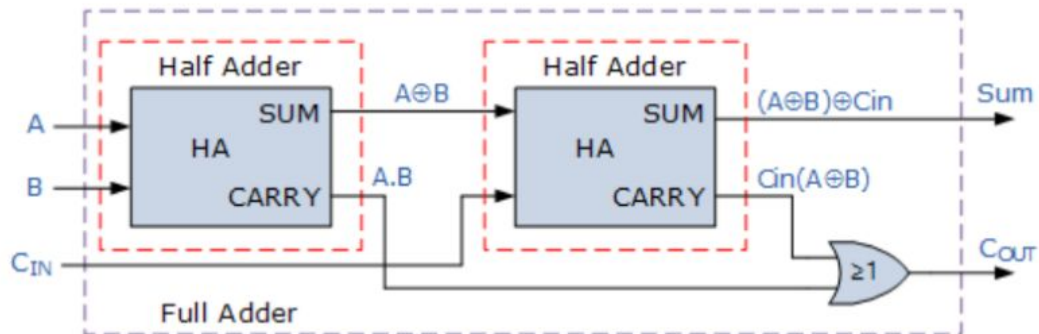 Half Adder
Half Adder
A⊕B
(A⊕B)⊕Cin
Sum
SUM
SUM
A
HA
HA
B
A.B
Cin(A⊕B)
CARRY
CARRY
CIN
COUT
≥1
Full Adder